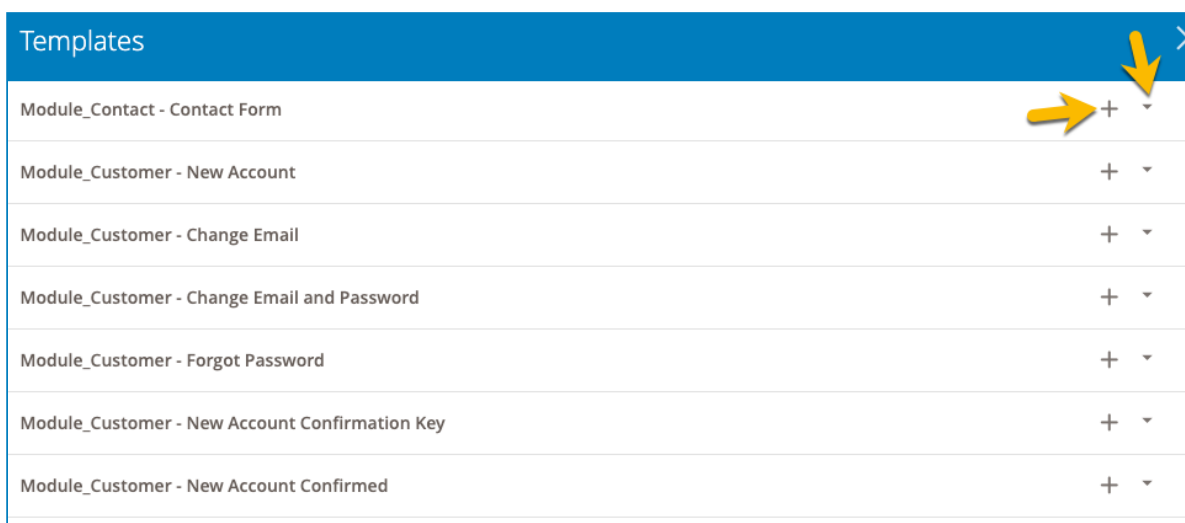 Templates
Module_Contact - Contact Form
Module_Customer - New Account
Module_Customer - Change Email
Module_Customer - Change Email and Password
Module_Customer - Forgot Password
Module_Customer - New Account Confirmation Key
Module_Customer - New Account Confirmed